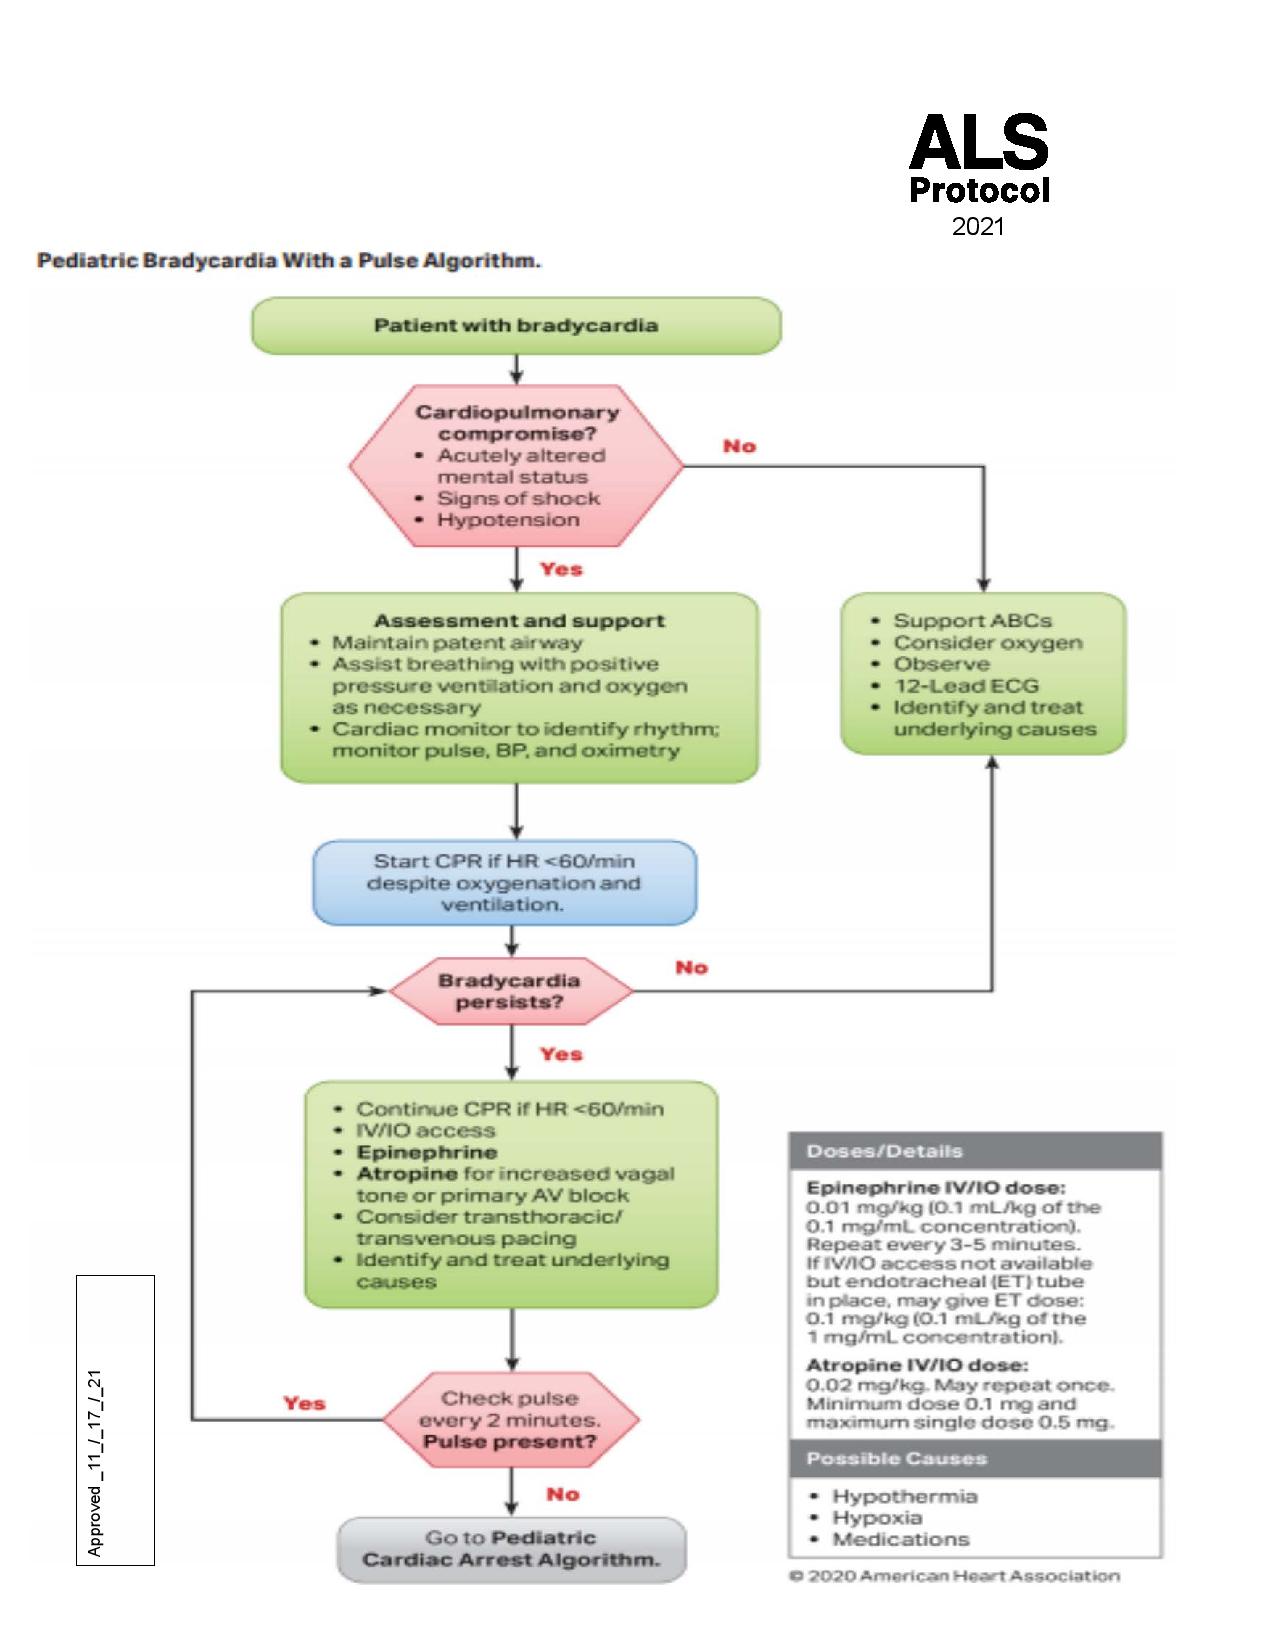 ALS
Protocol
2021
Pediatric Bradycardia With a Pulse Algorithm.
Patient with bradycardia
Cardiopulmonary
compromise?
• Acutely altered
mental status
• Signs of shock
• Hypotension
No
Yes
Assessment and support
• Maintain patent airway
• Assist breathing with positive
pressure ventilation and oxygen
as necessary
• Cardiac monitor to identify rhythm;
monitor pulse, BP, and oximetry
• Support ABCs
• Consider oxygen
• Observe
• 12-Lead ECG
• Identify and treat
underlying causes
Start CPR if HR <60/min
despite oxygenation and
ventilation.
Bradycardia
persists?
No
Yes
• Continue CPR if HR <60/min
• IV/IO access
• Epinephrine
• Atropine for increased vagal
tone or primary AV block
• Consider transthoracic/
transvenous pacing
• Identify and treat underlying
causes
Check pulse
every 2 minutes.
Pulse present?
Yes
No
Go to Pediatric
Cardiac Arrest Algorithm.
Doses/Details
Epinephrine IV/IO dose:
0.01 mg/kg (0.1 mL/kg of the
0.1 mg/mL concentration).
Repeat every 3-5 minutes.
If IV/IO access not available
but endotracheal (ET) tube
in place, may give ET dose:
0.1 mg/kg (0.1 mL/kg of the
1 mg/mL concentration).
Atropine IV/IO dose:
0.02 mg/kg. May repeat once.
Minimum dose 0.1 mg and
maximum single dose 0.5 mg.
Possible Causes
• Hypothermia
• Hypoxia
• Medications
© 2020 American Heart Association
Approved _11_/_17_/_21